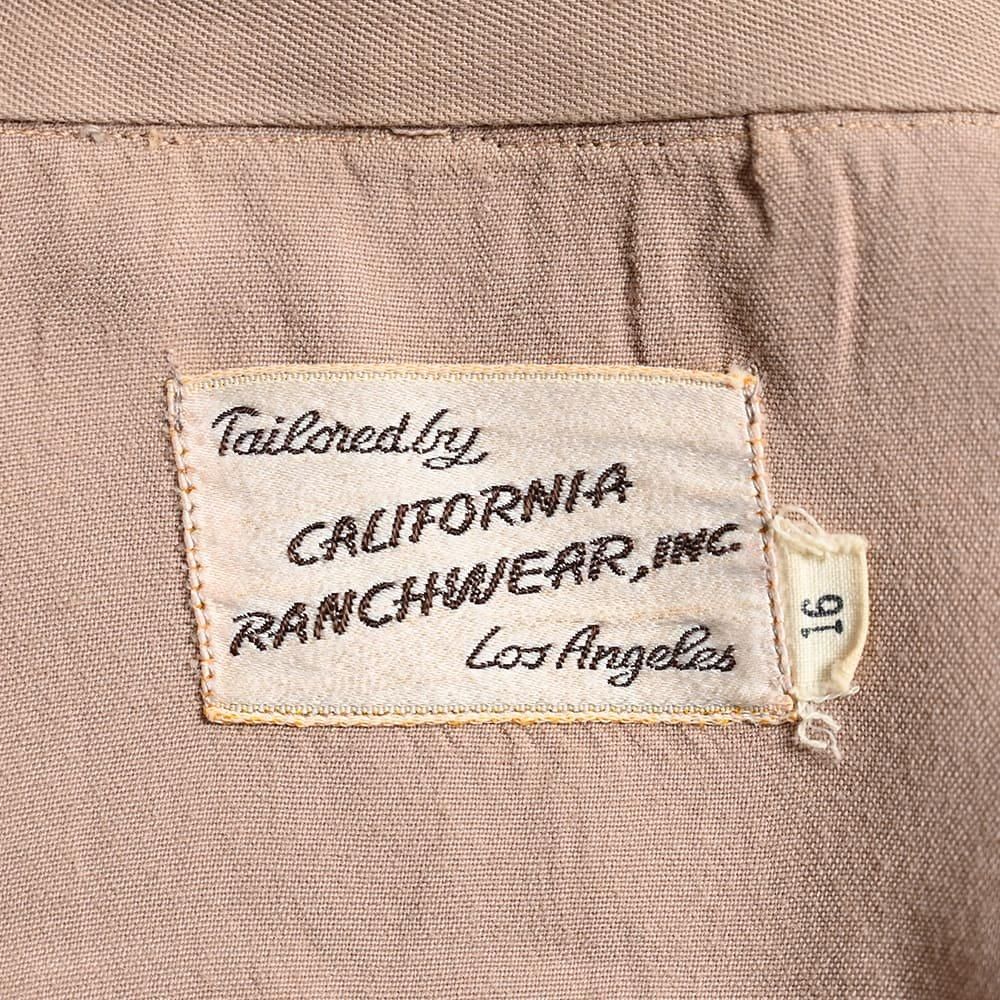 Tailored by
CALIFORNIA
RANCHWEAR, INC.
Los Angeles
16